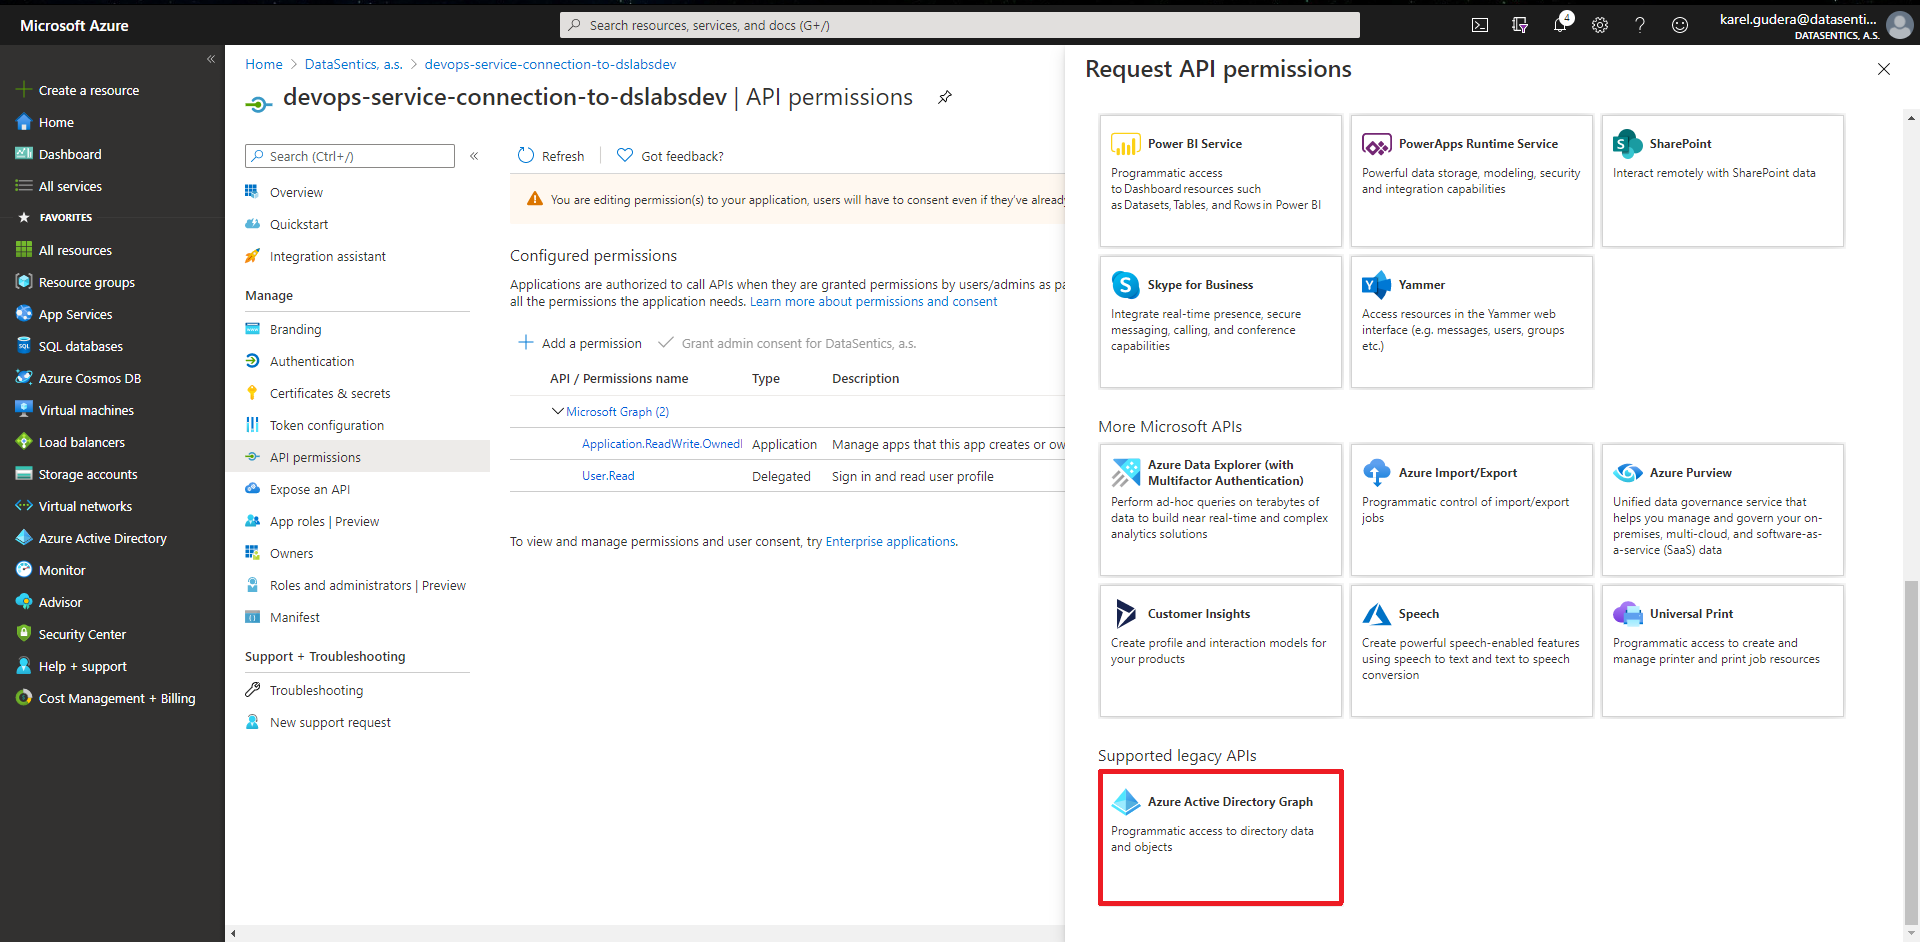 Microsoft Azure
Search resources, services, and docs (G+/)
4
karel.gudera@datasenti...
DATASENTICS, A.S.
Create a resource
Home
Dashboard
All services
FAVORITES
All resources
Resource groups
App Services
SQL databases
Azure Cosmos DB
Virtual machines
Load balancers
Storage accounts
Virtual networks
Azure Active Directory
Monitor
Advisor
Security Center
Help + support
Cost Management + Billing
Home > DataSentics, a.s. > devops-service-connection-to-dslabsdev
devops-service-connection-to-dslabsdev | API permissions
Search (Ctrl+/)
Overview
Quickstart
Integration assistant
Manage
Branding
Authentication
Certificates & secrets
Token configuration
API permissions
Expose an API
App roles | Preview
Owners
Roles and administrators | Preview
Manifest
Support + Troubleshooting
Troubleshooting
New support request
Refresh
Got feedback?
You are editing permission(s) to your application, users will have to consent even if they've already
Configured permissions
Applications are authorized to call APIs when they are granted permissions by users/admins as pa
all the permissions the application needs. Learn more about permissions and consent
Add a permission
Grant admin consent for DataSentics, a.s.
API / Permissions name Type Description
Microsoft Graph (2)
Application.ReadWrite.OwnedI Application Manage apps that this app creates or ow
User.Read Delegated Sign in and read user profile
To view and manage permissions and user consent, try Enterprise applications.
Request API permissions
Power BI Service
Programmatic access
to Dashboard resources such
as Datasets, Tables, and Rows in Power BI
PowerApps Runtime Service
Powerful data storage, modeling, security
and integration capabilities
SharePoint
Interact remotely with SharePoint data
Skype for Business
Integrate real-time presence, secure
messaging, calling, and conference
capabilities
Yammer
Access resources in the Yammer web
interface (e.g. messages, users, groups
etc.)
More Microsoft APIs
Azure Data Explorer (with
Multifactor Authentication)
Perform ad-hoc queries on terabytes of
data to build near real-time and complex
analytics solutions
Azure Import/Export
Programmatic control of import/export
jobs
Azure Purview
Unified data governance service that
helps you manage and govern your on-
premises, multi-cloud, and software-as-
a-service (SaaS) data
Customer Insights
Create profile and interaction models for
your products
Speech
Create powerful speech-enabled features
using speech to text and text to speech
conversion
Universal Print
Programmatic access to create and
manage printer and print job resources
Supported legacy APIs
Azure Active Directory Graph
Programmatic access to directory data
and objects